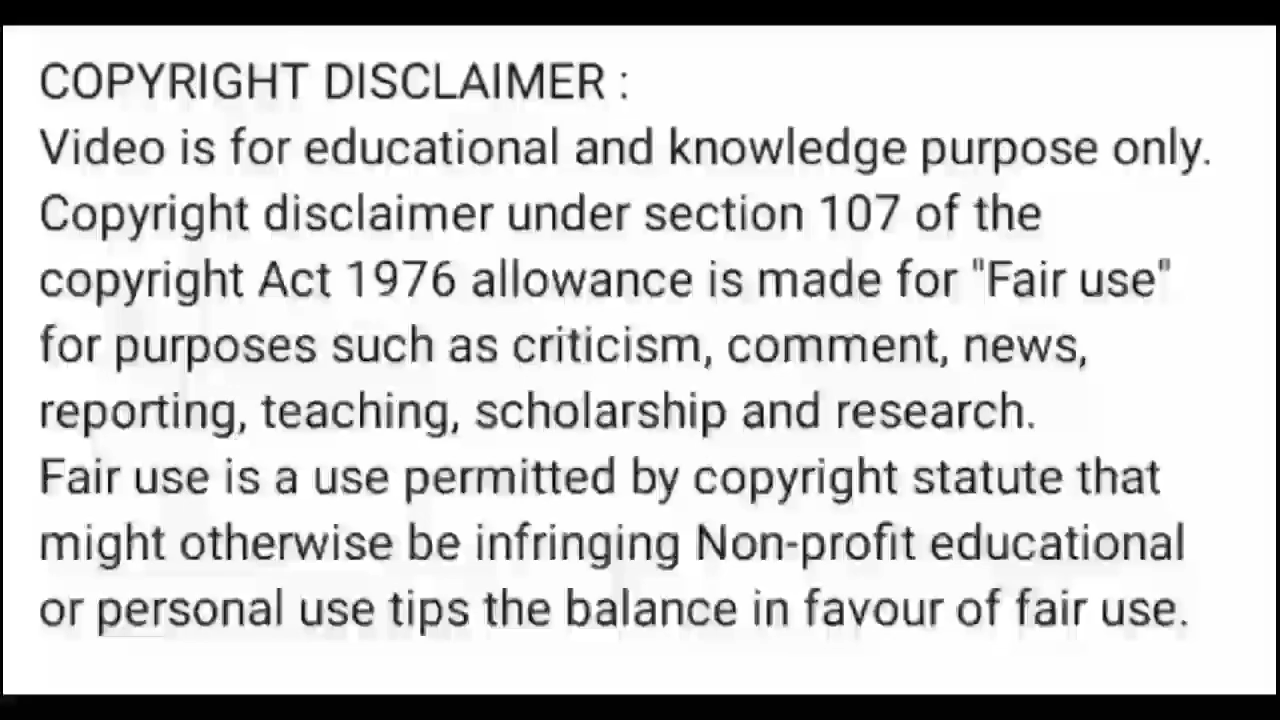 COPYRIGHT DISCLAIMER :
Video is for educational and knowledge purpose only.
Copyright disclaimer under section 107 of the
copyright Act 1976 allowance is made for "Fair use"
for purposes such as criticism, comment, news,
reporting, teaching, scholarship and research.
Fair use is a use permitted by copyright statute that
might otherwise be infringing Non-profit educational
or personal use tips the balance in favour of fair use.